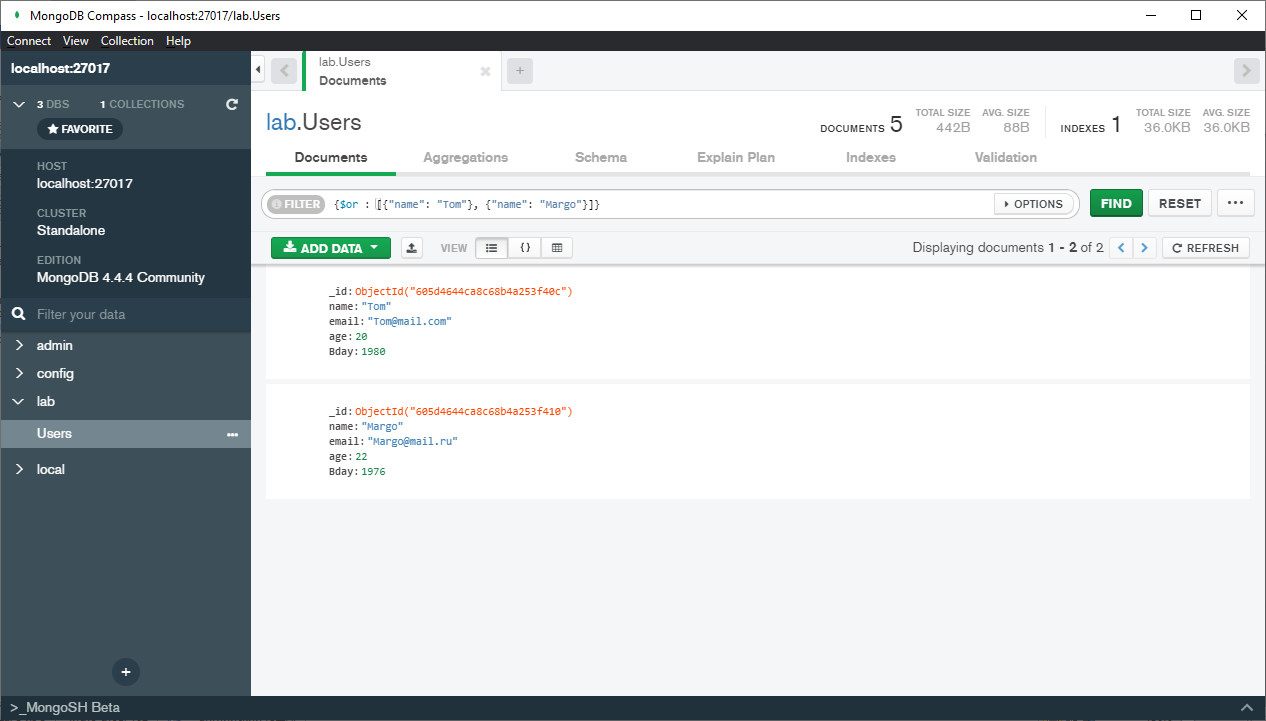 MongoDB Compass - localhost:27017/lab.Users
Connect View Collection Help
localhost:27017
3 DBS 1 COLLECTIONS
FAVORITE
HOST
localhost:27017
CLUSTER
Standalone
EDITION
MongoDB 4.4.4 Community
Filter your data
admin
config
lab
Users
local
>_MongoSH Beta
lab.Users
Documents
lab.Users
DOCUMENTS 5 TOTAL SIZE 442B AVG. SIZE 88B INDEXES 1 TOTAL SIZE 36.0KB AVG. SIZE 36.0KB
Documents Aggregations Schema Explain Plan Indexes Validation
FILTER {$or : [{"name": "Tom"}, {"name": "Margo"}]} OPTIONS FIND RESET
ADD DATA VIEW {} Displaying documents 1 - 2 of 2 REFRESH
_id: ObjectId("605d4644ca8c68b4a253f40c")
name: "Tom"
email: "Tom@mail.com"
age: 20
Bday: 1980
_id: ObjectId("605d4644ca8c68b4a253f410")
name: "Margo"
email: "Margo@mail.ru"
age: 22
Bday: 1976